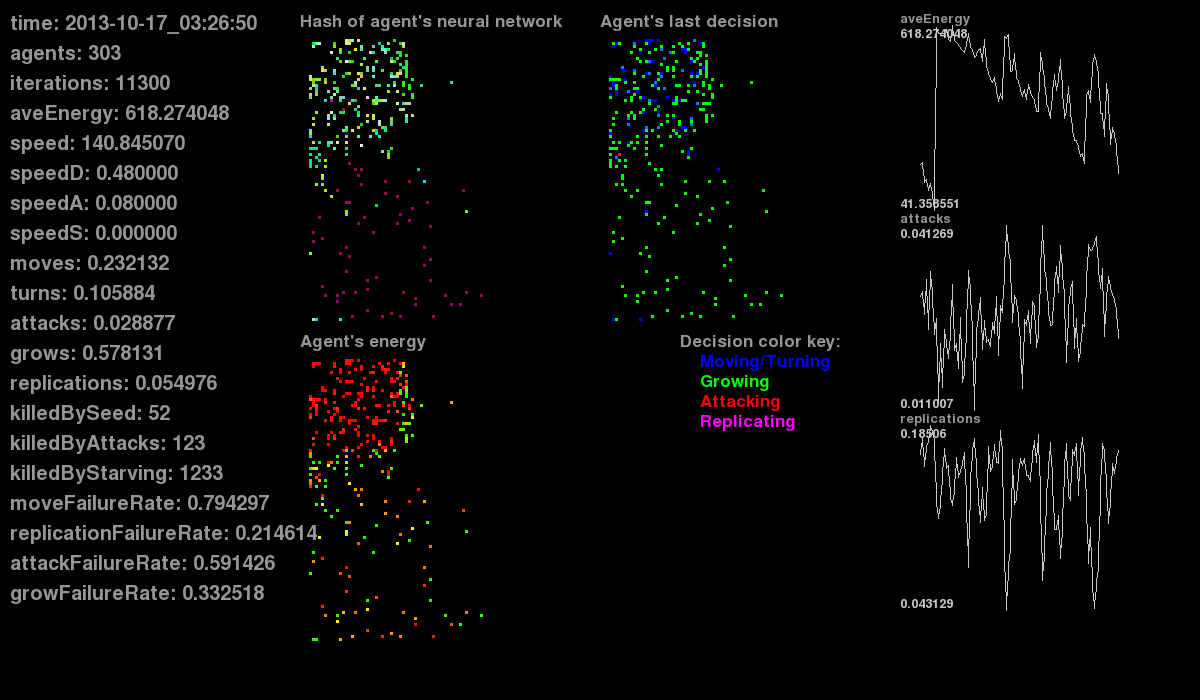 time: 2013-10-17_03:26:50
agents: 303
iterations: 11300
aveEnergy: 618.274048
speed: 140.845070
speedD: 0.480000
speedA: 0.080000
speedS: 0.000000
moves: 0.232132
turns: 0.105884
attacks: 0.028877
grows: 0.578131
replications: 0.054976
killedBySeed: 52
killedByAttacks: 123
killedByStarving: 1233
moveFailureRate: 0.794297
replicationFailureRate: 0.214614
attackFailureRate: 0.591426
growFailureRate: 0.332518
Hash of agent's neural network
Agent's last decision
Agent's energy
Decision color key:
Moving/Turning
Growing
Attacking
Replicating
aveEnergy
618.274048
41.358551
attacks
0.041269
0.011007
replications
0.18506
0.043129